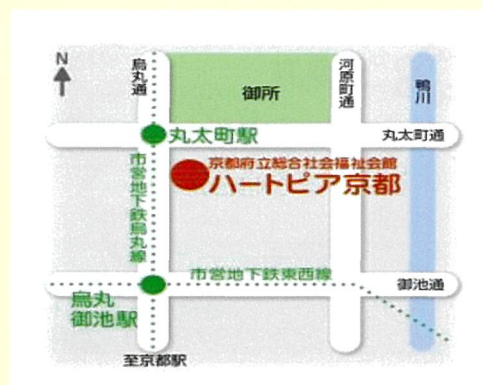 N
烏丸通
御所
河原町通
鴨川
丸太町駅
丸太町通
京都府立総合社会福祉会館
ハートピア京都
市営地下鉄烏丸線
市営地下鉄東西線
烏丸
御池駅
御池通
至京都駅